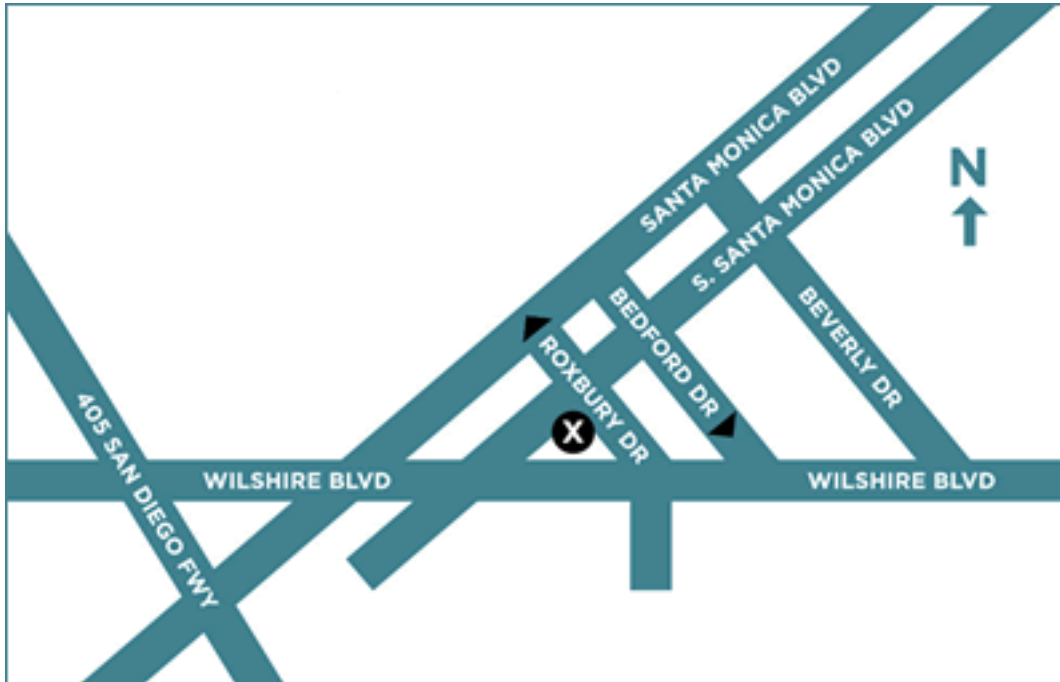 SANTA MONICA BLVD
S. SANTA MONICA BLVD
N
BEDFORD DR
BEVERLY DR
ROXBURY DR
X
405 SAN DIEGO FWY
WILSHIRE BLVD
WILSHIRE BLVD